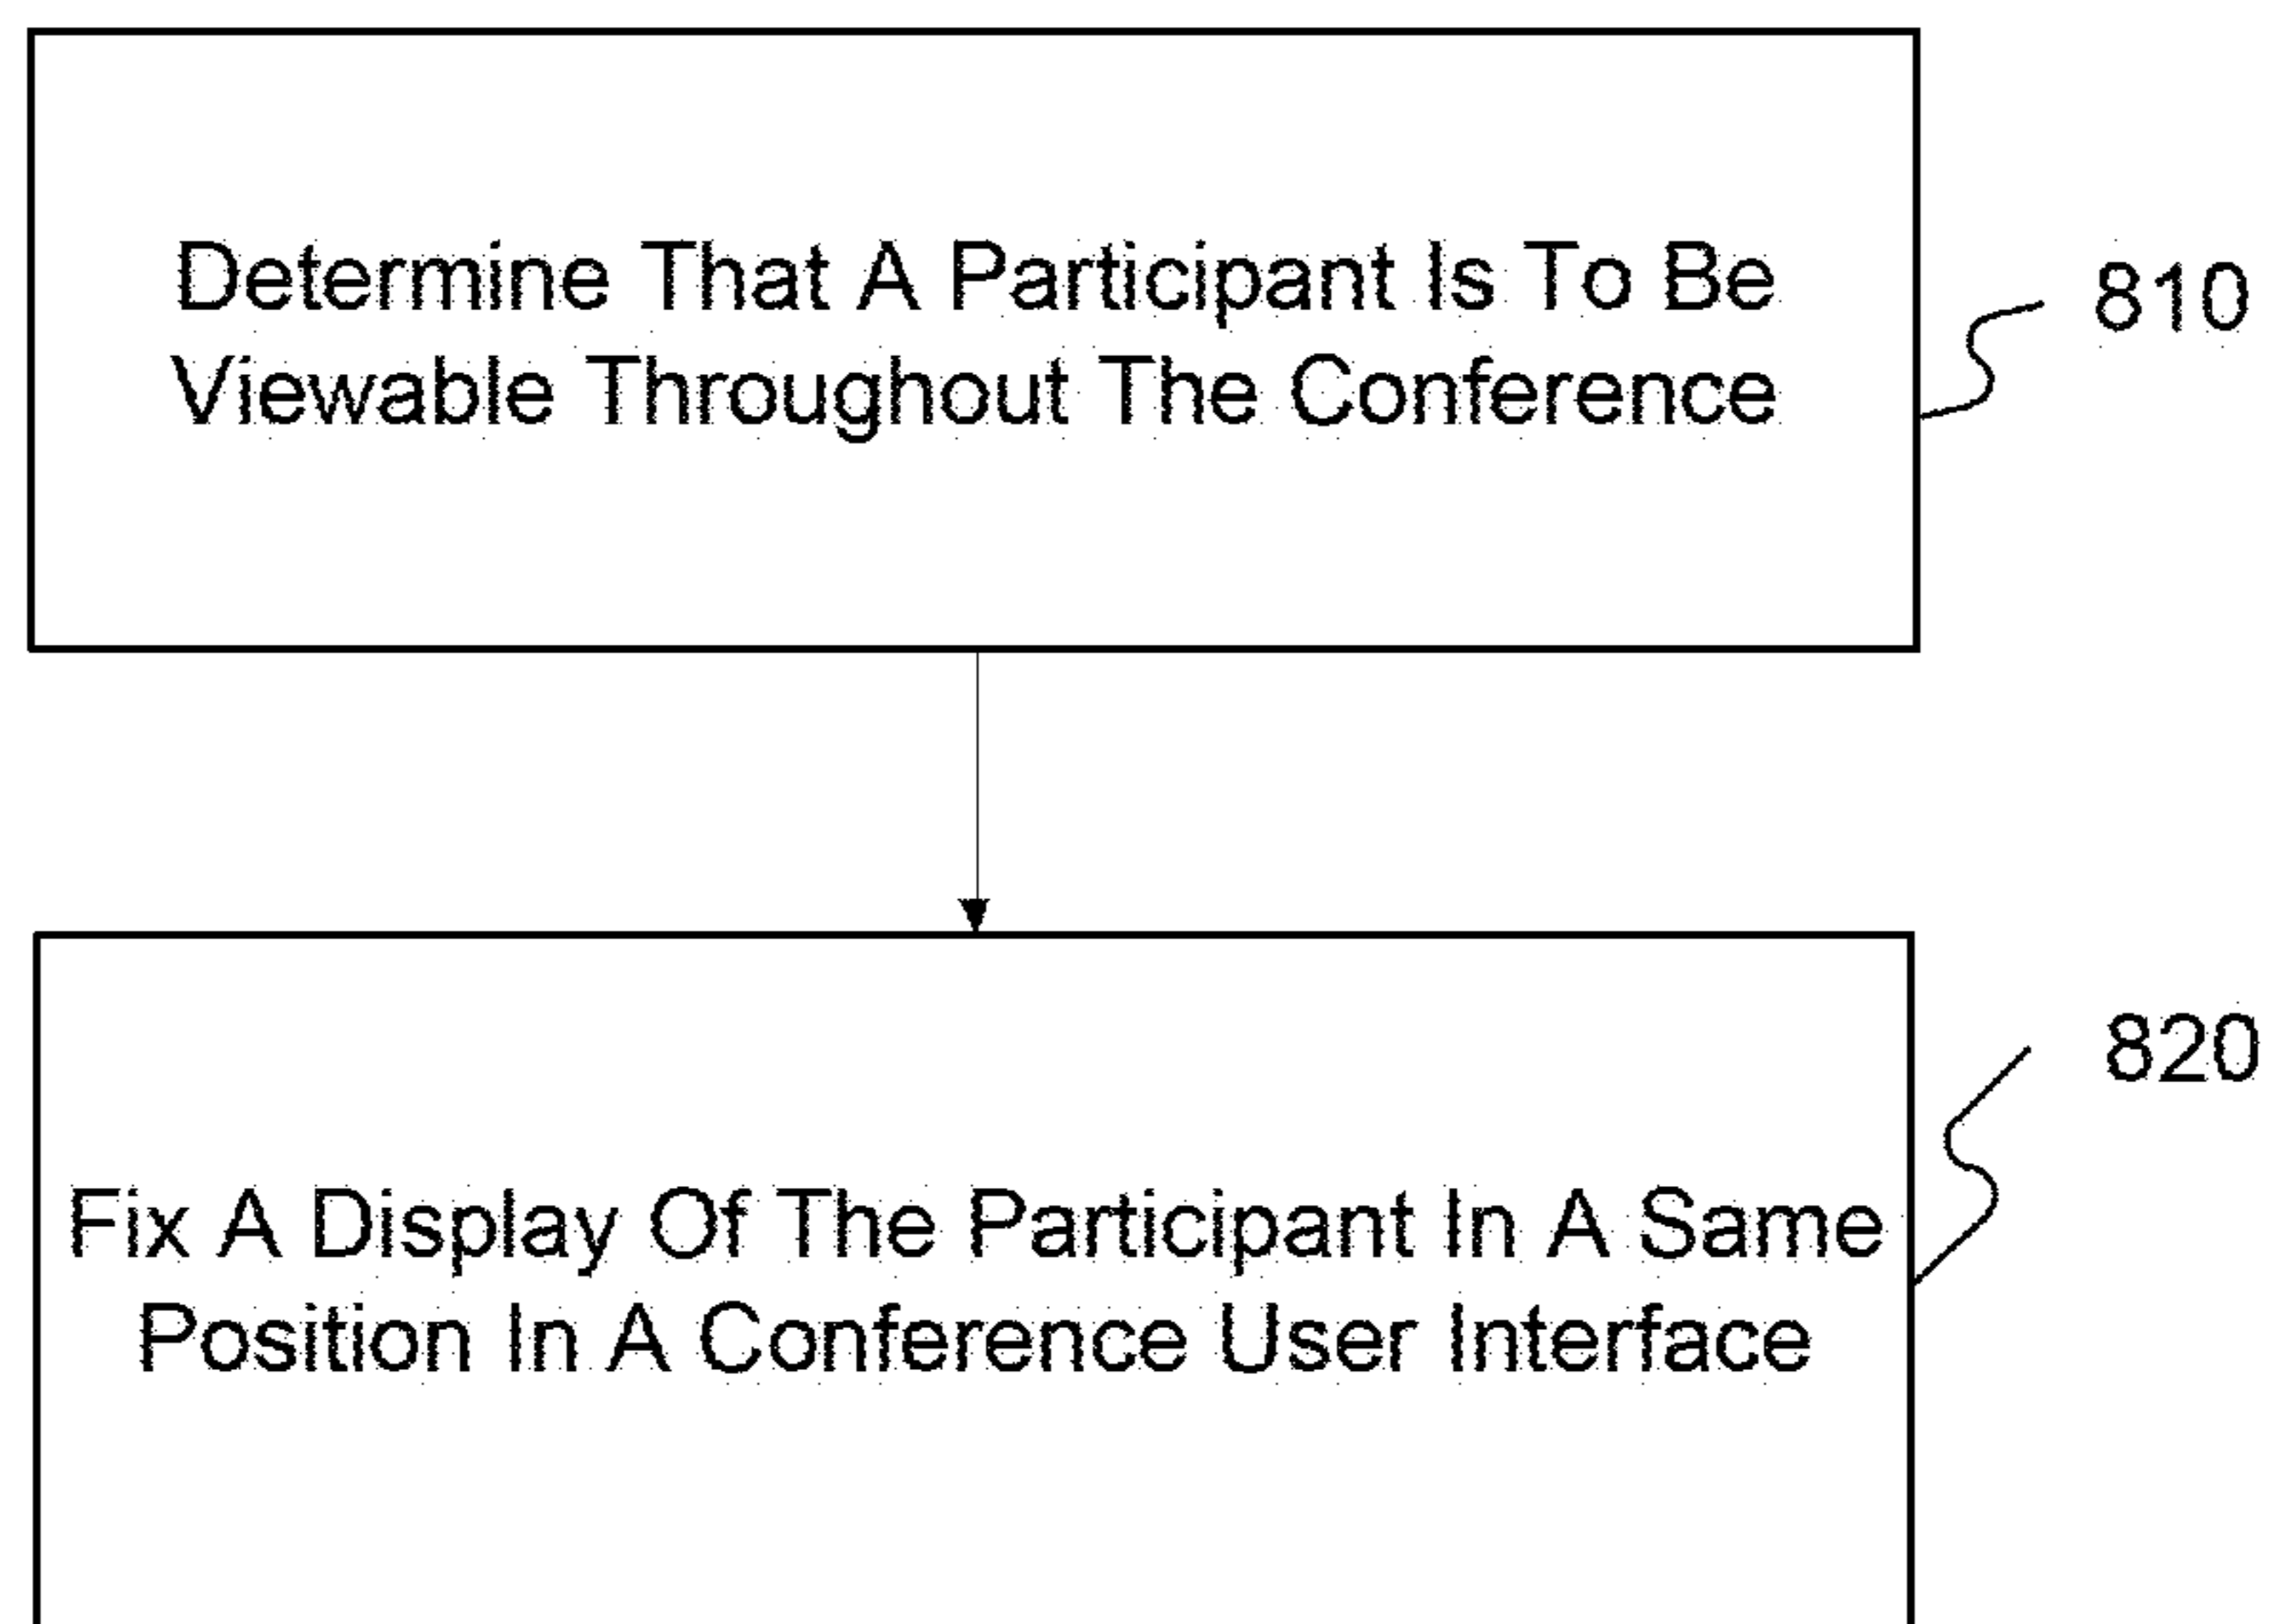 Determine That A Participant Is To Be
Viewable Throughout The Conference
810
Fix A Display Of The Participant In A Same
Position In A Conference User Interface
820